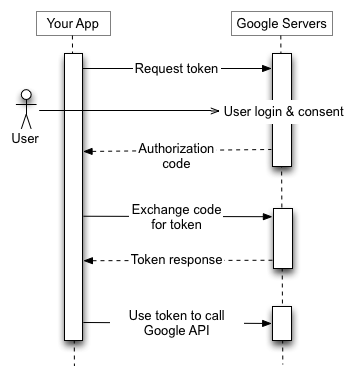 Your App
Google Servers
Request token
User login & consent
User
Authorization
code
Exchange code
for token
Token response
Use token to call
Google API